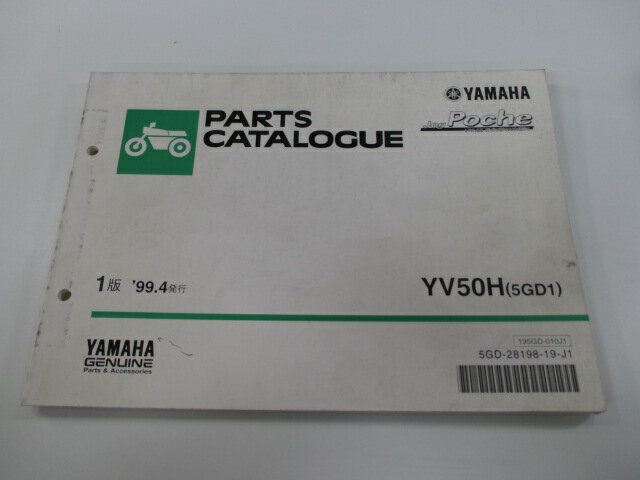 YAMAHA
PARTS
CATALOGUE
Jog Poche
1版 '99.4発行
YV50H(5GD1)
195GD-010J1
5GD-28198-19-J1
YAMAHA
GENUINE
Parts & Accessories